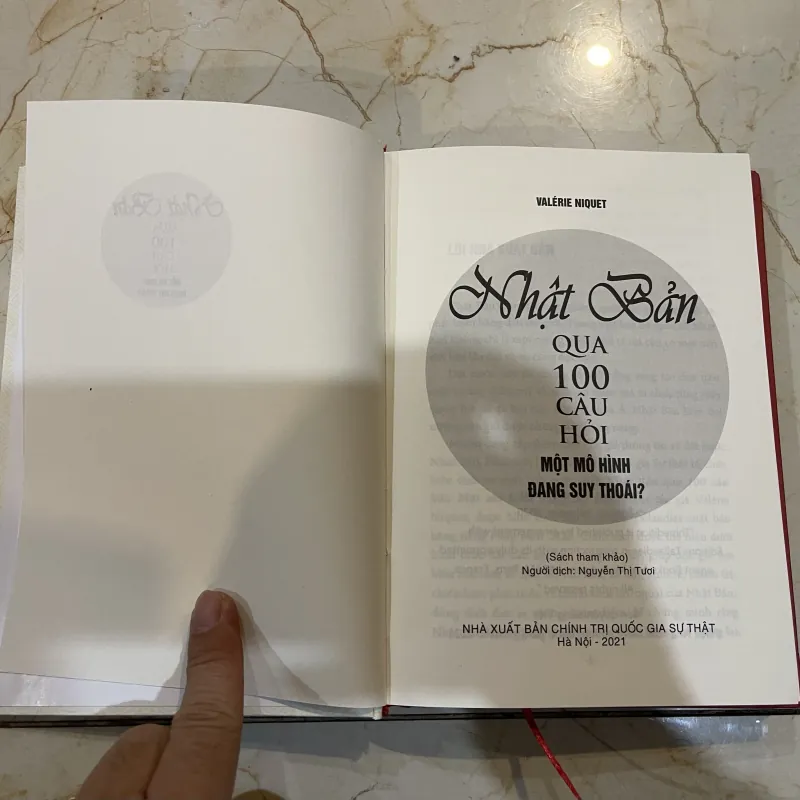 VALÉRIE NIQUET
Nhật Bản
QUA
100
CÂU
HỎI
MỘT MÔ HÌNH
ĐANG SUY THOÁI?
(Sách tham khảo)
Người dịch: Nguyễn Thị Tươi
NHÀ XUẤT BẢN CHÍNH TRỊ QUỐC GIA SỰ THẬT
Hà Nội - 2021